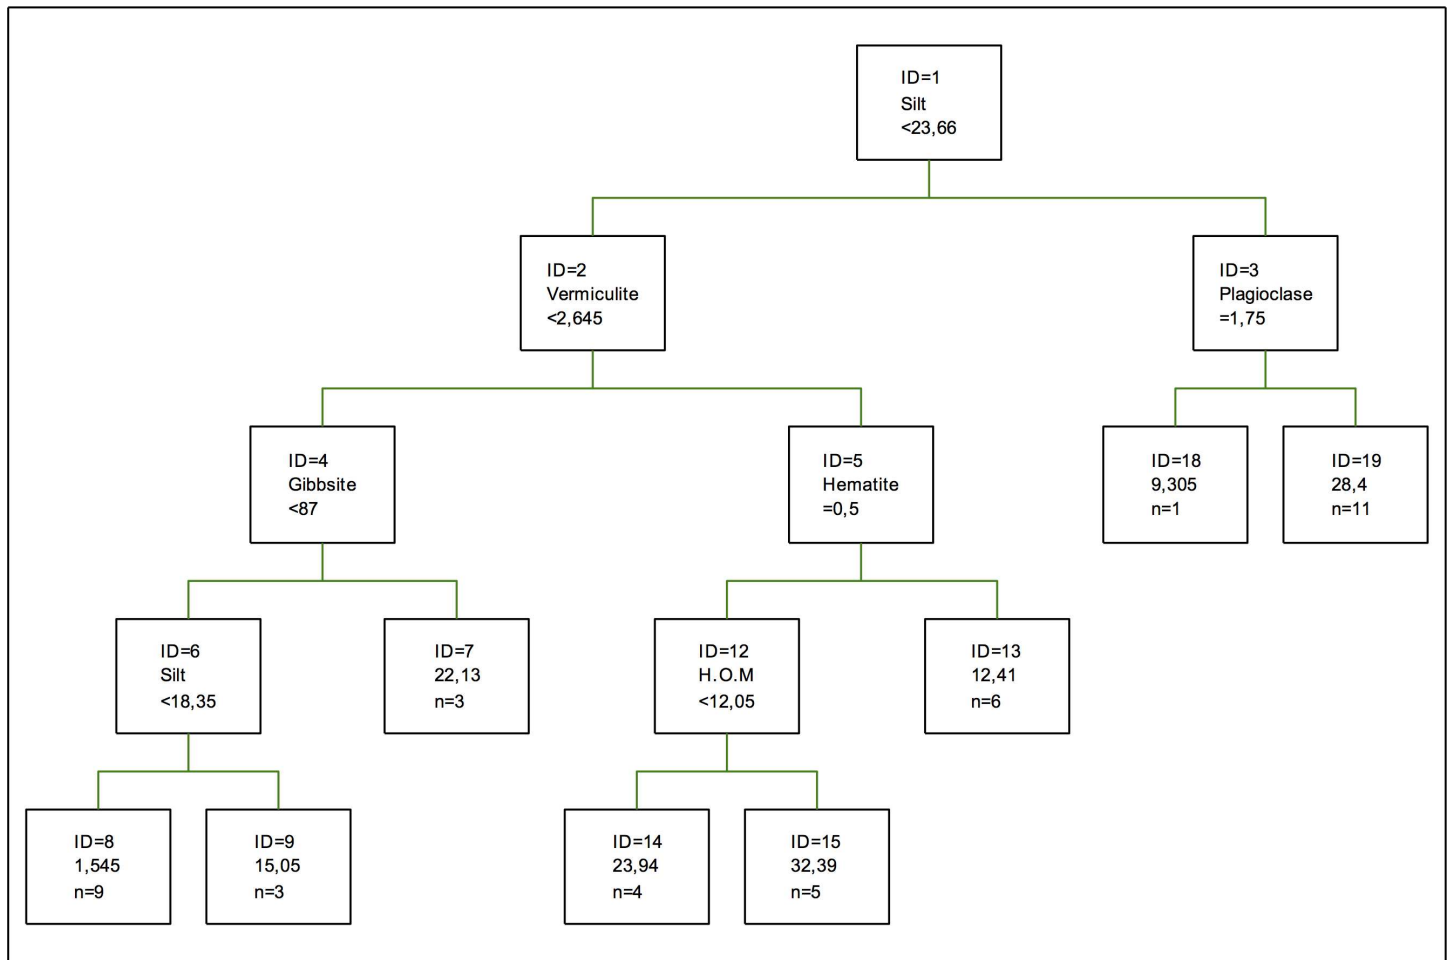 ID=1
Silt
<23,66
ID=2
Vermiculite
<2,645
ID=3
Plagioclase
=1,75
ID=4
Gibbsite
<87
ID=5
Hematite
=0,5
ID=18
9,305
n=1
ID=19
28,4
n=11
ID=6
Silt
<18,35
ID=7
22,13
n=3
ID=12
H.O.M
<12,05
ID=13
12,41
n=6
ID=8
1,545
n=9
ID=9
15,05
n=3
ID=14
23,94
n=4
ID=15
32,39
n=5